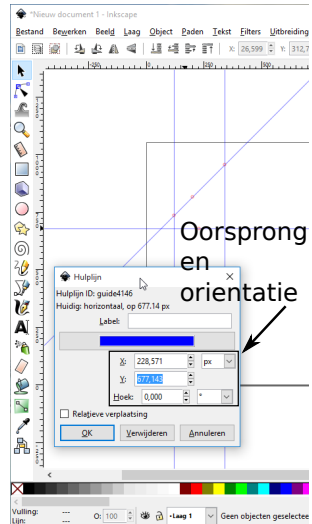 *Nieuw document 1 - Inkscape
Bestand Bewerken Beeld Laag Object Paden Tekst Filters Uitbreiding
X: 26,599 Y: 312,7
Oorsprong
en
orientatie
Hulplijn
Hulplijn ID: guide4146
Huidig: horizontaal, op 677.14 px
Label:
X: 228,571 px
Y: 677,143
Hoek: 0,000 °
Relatieve verplaatsing
OK Verwijderen Annuleren
Vulling: --- O: 100 •Laag 1 Geen objecten geselectee
Lijn: ---